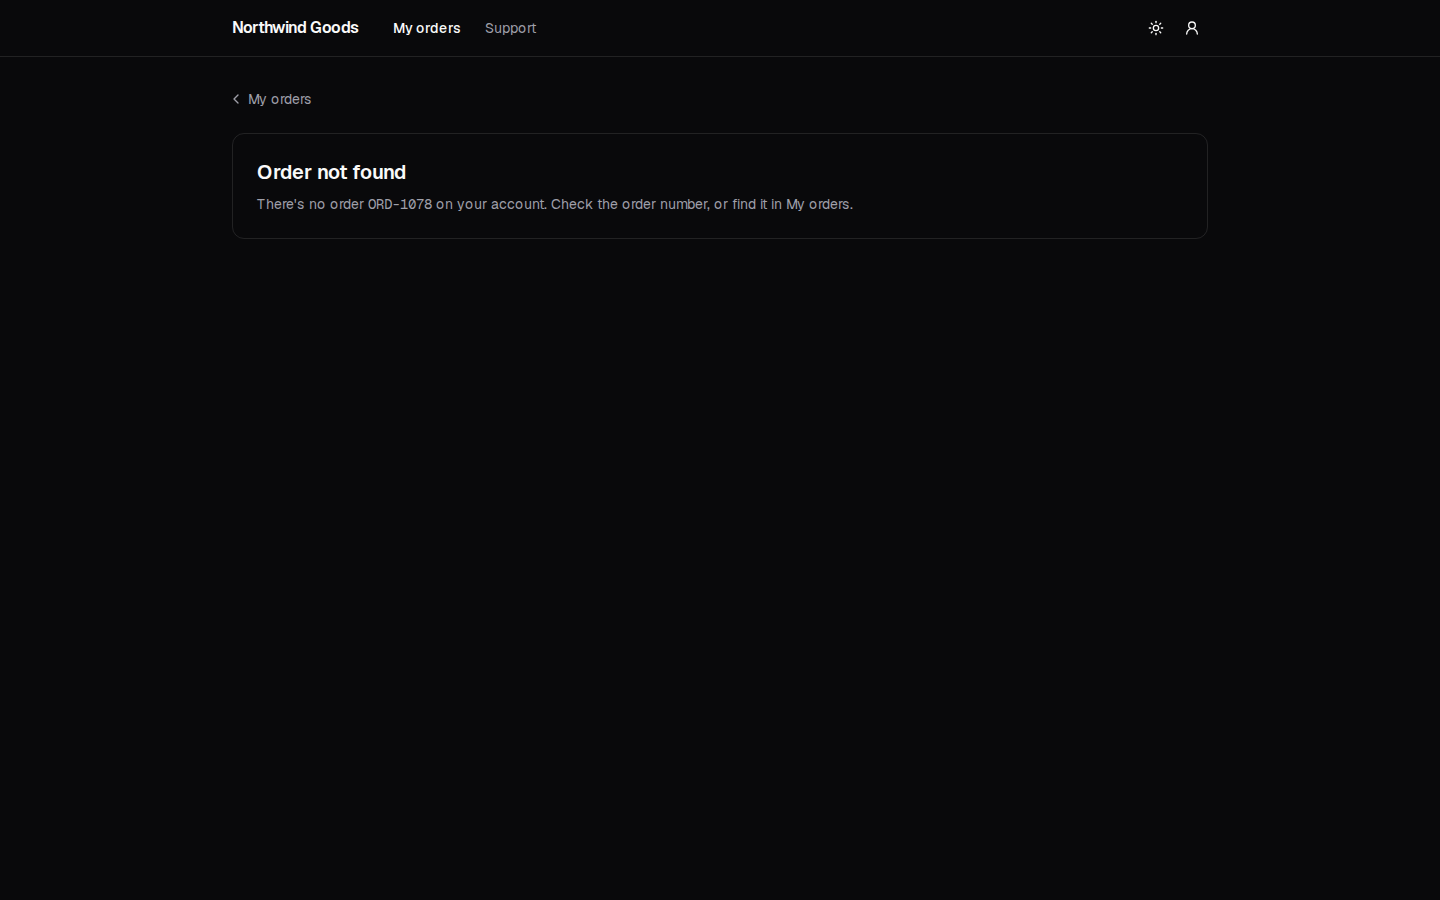 Northwind Goods My orders Support
My orders
Order not found
There's no order ORD-1078 on your account. Check the order number, or find it in My orders.